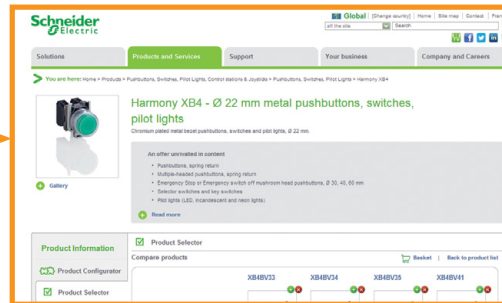 Schneider
Electric
Global | [Change country] | Home | Site map | Contact | Fran
all the site Search
Solutions
Products and Services
Support
Your business
Company and Careers
You are here: Home > Products > Pushbuttons, Switches, Pilot Lights, Control stations & Joysticks > Pushbuttons, Switches, Pilot Lights > Harmony XB4
Harmony XB4 - Ø 22 mm metal pushbuttons, switches,
pilot lights
Chromium plated metal bezel pushbuttons, switches and pilot lights, Ø 22 mm.
An offer unrivalled in content
• Pushbuttons, spring return
• Multiple-headed pushbuttons, spring return
• Emergency Stop or Emergency switch off mushroom head pushbuttons, Ø 30, 40, 60 mm
• Selector switches and key switches
• Pilot lights (LED, incandescent and neon lights)
Read more
Gallery
Product Information
Product Configurator
Product Selector
Product Selector
Compare products
Basket | Back to product list
XB4BV33 XB4BV34 XB4BV35 XB4BV41